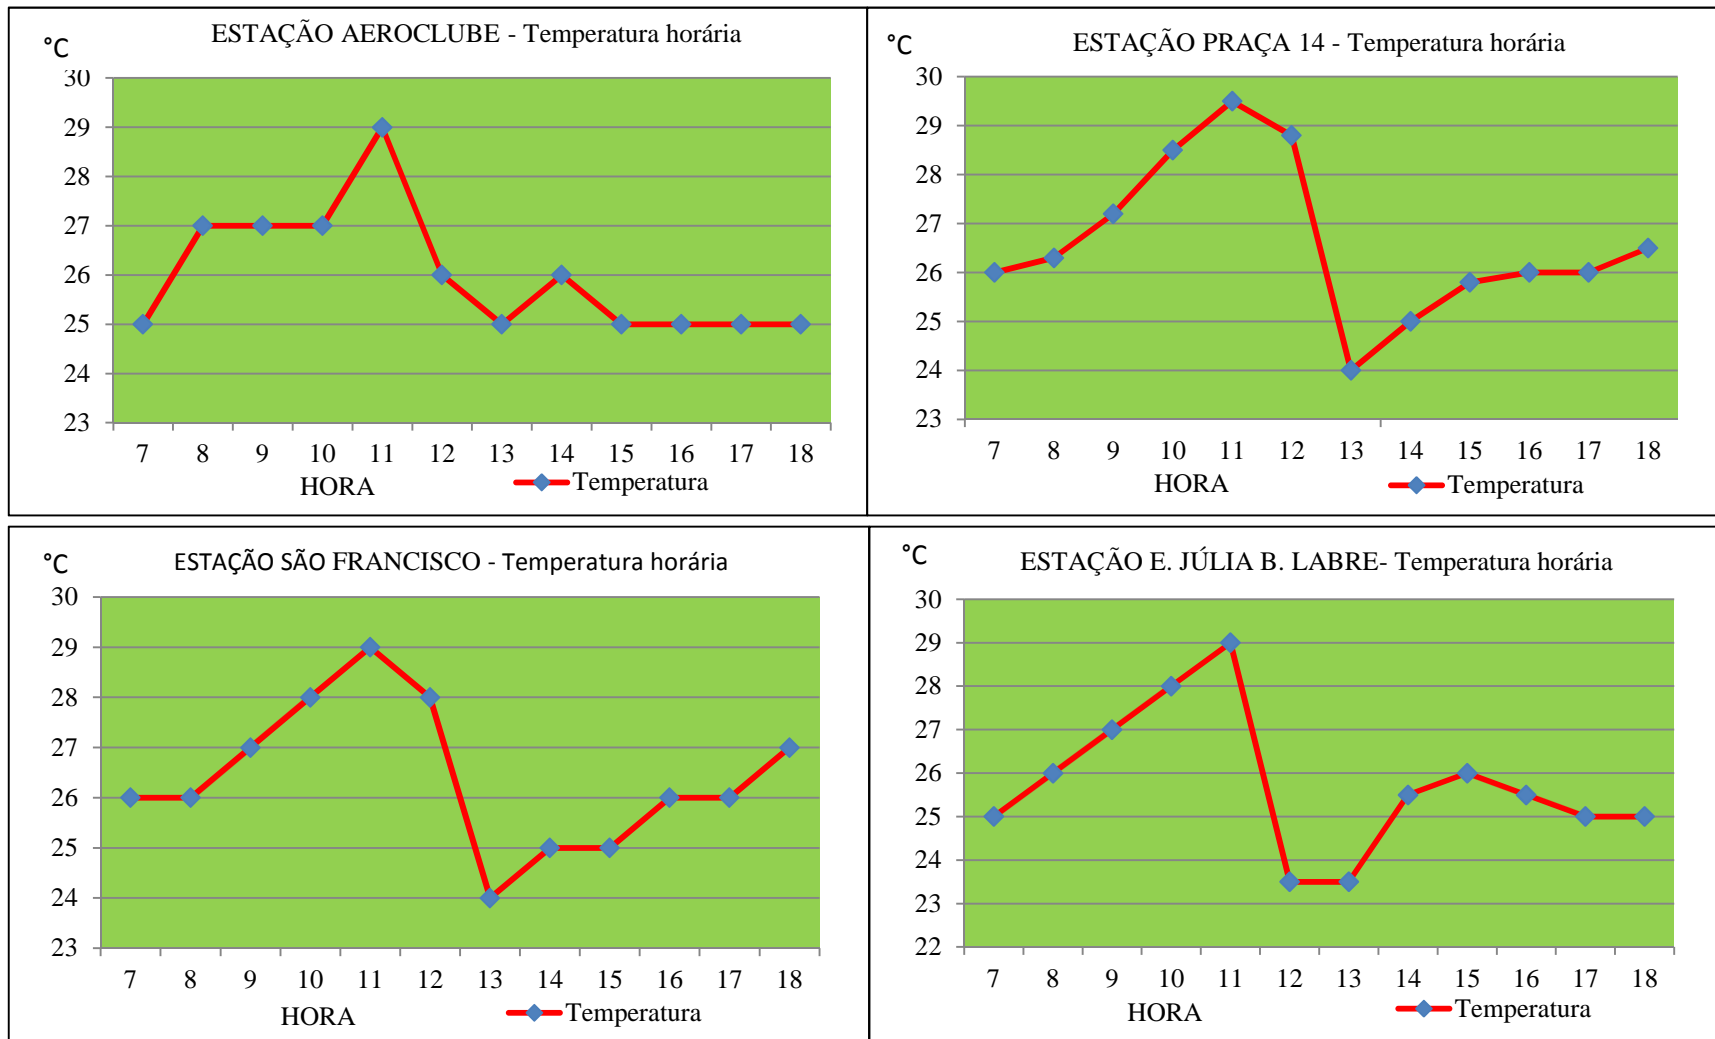 ESTAÇÃO AEROCLUBE - Temperatura horária
°C
30
29
28
27
26
25
24
23
7 8 9 10 11 12 13 14 15 16 17 18
HORA
Temperatura
ESTAÇÃO PRAÇA 14 - Temperatura horária
°C
30
29
28
27
26
25
24
23
7 8 9 10 11 12 13 14 15 16 17 18
HORA
Temperatura
ESTAÇÃO SÃO FRANCISCO - Temperatura horária
°C
30
29
28
27
26
25
24
23
7 8 9 10 11 12 13 14 15 16 17 18
HORA
Temperatura
ESTAÇÃO E. JÚLIA B. LABRE- Temperatura horária
°C
30
29
28
27
26
25
24
23
22
7 8 9 10 11 12 13 14 15 16 17 18
HORA
Temperatura